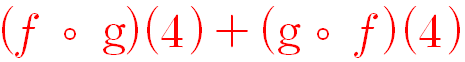 (f ∘ g)(4) + (g ∘ f)(4)